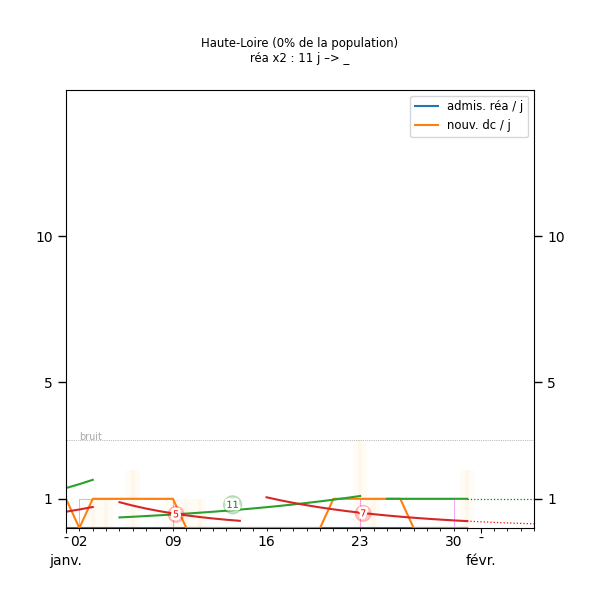 Haute-Loire (0% de la population)
réa x2 : 11 j –> _
admis. réa / j
nouv. dc / j
10 10
5 5
bruit
1 1
5 11 7
- 02 09 16 23 30 -
janv. févr.